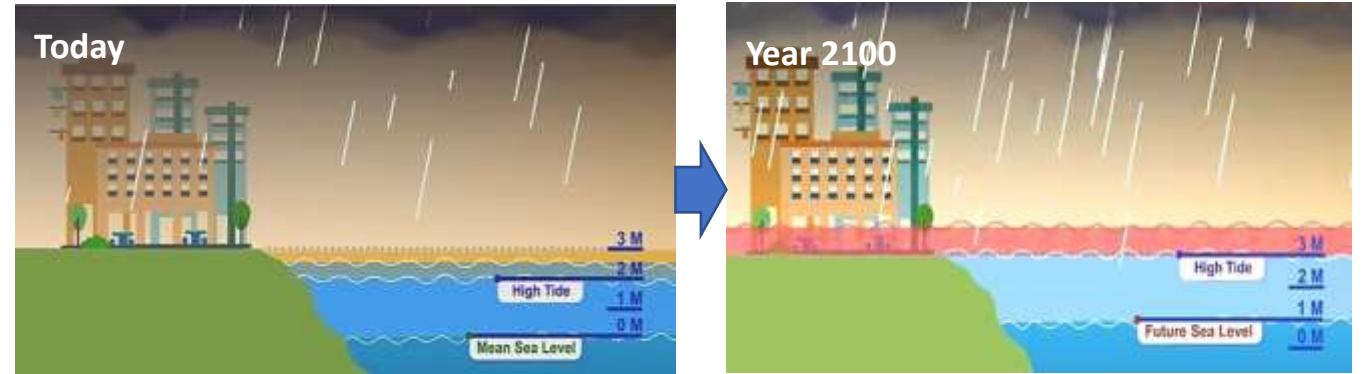 Today
3 M
2 M
High Tide
1 M
0 M
Mean Sea Level
Year 2100
3 M
High Tide
2 M
1 M
Future Sea Level
0 M